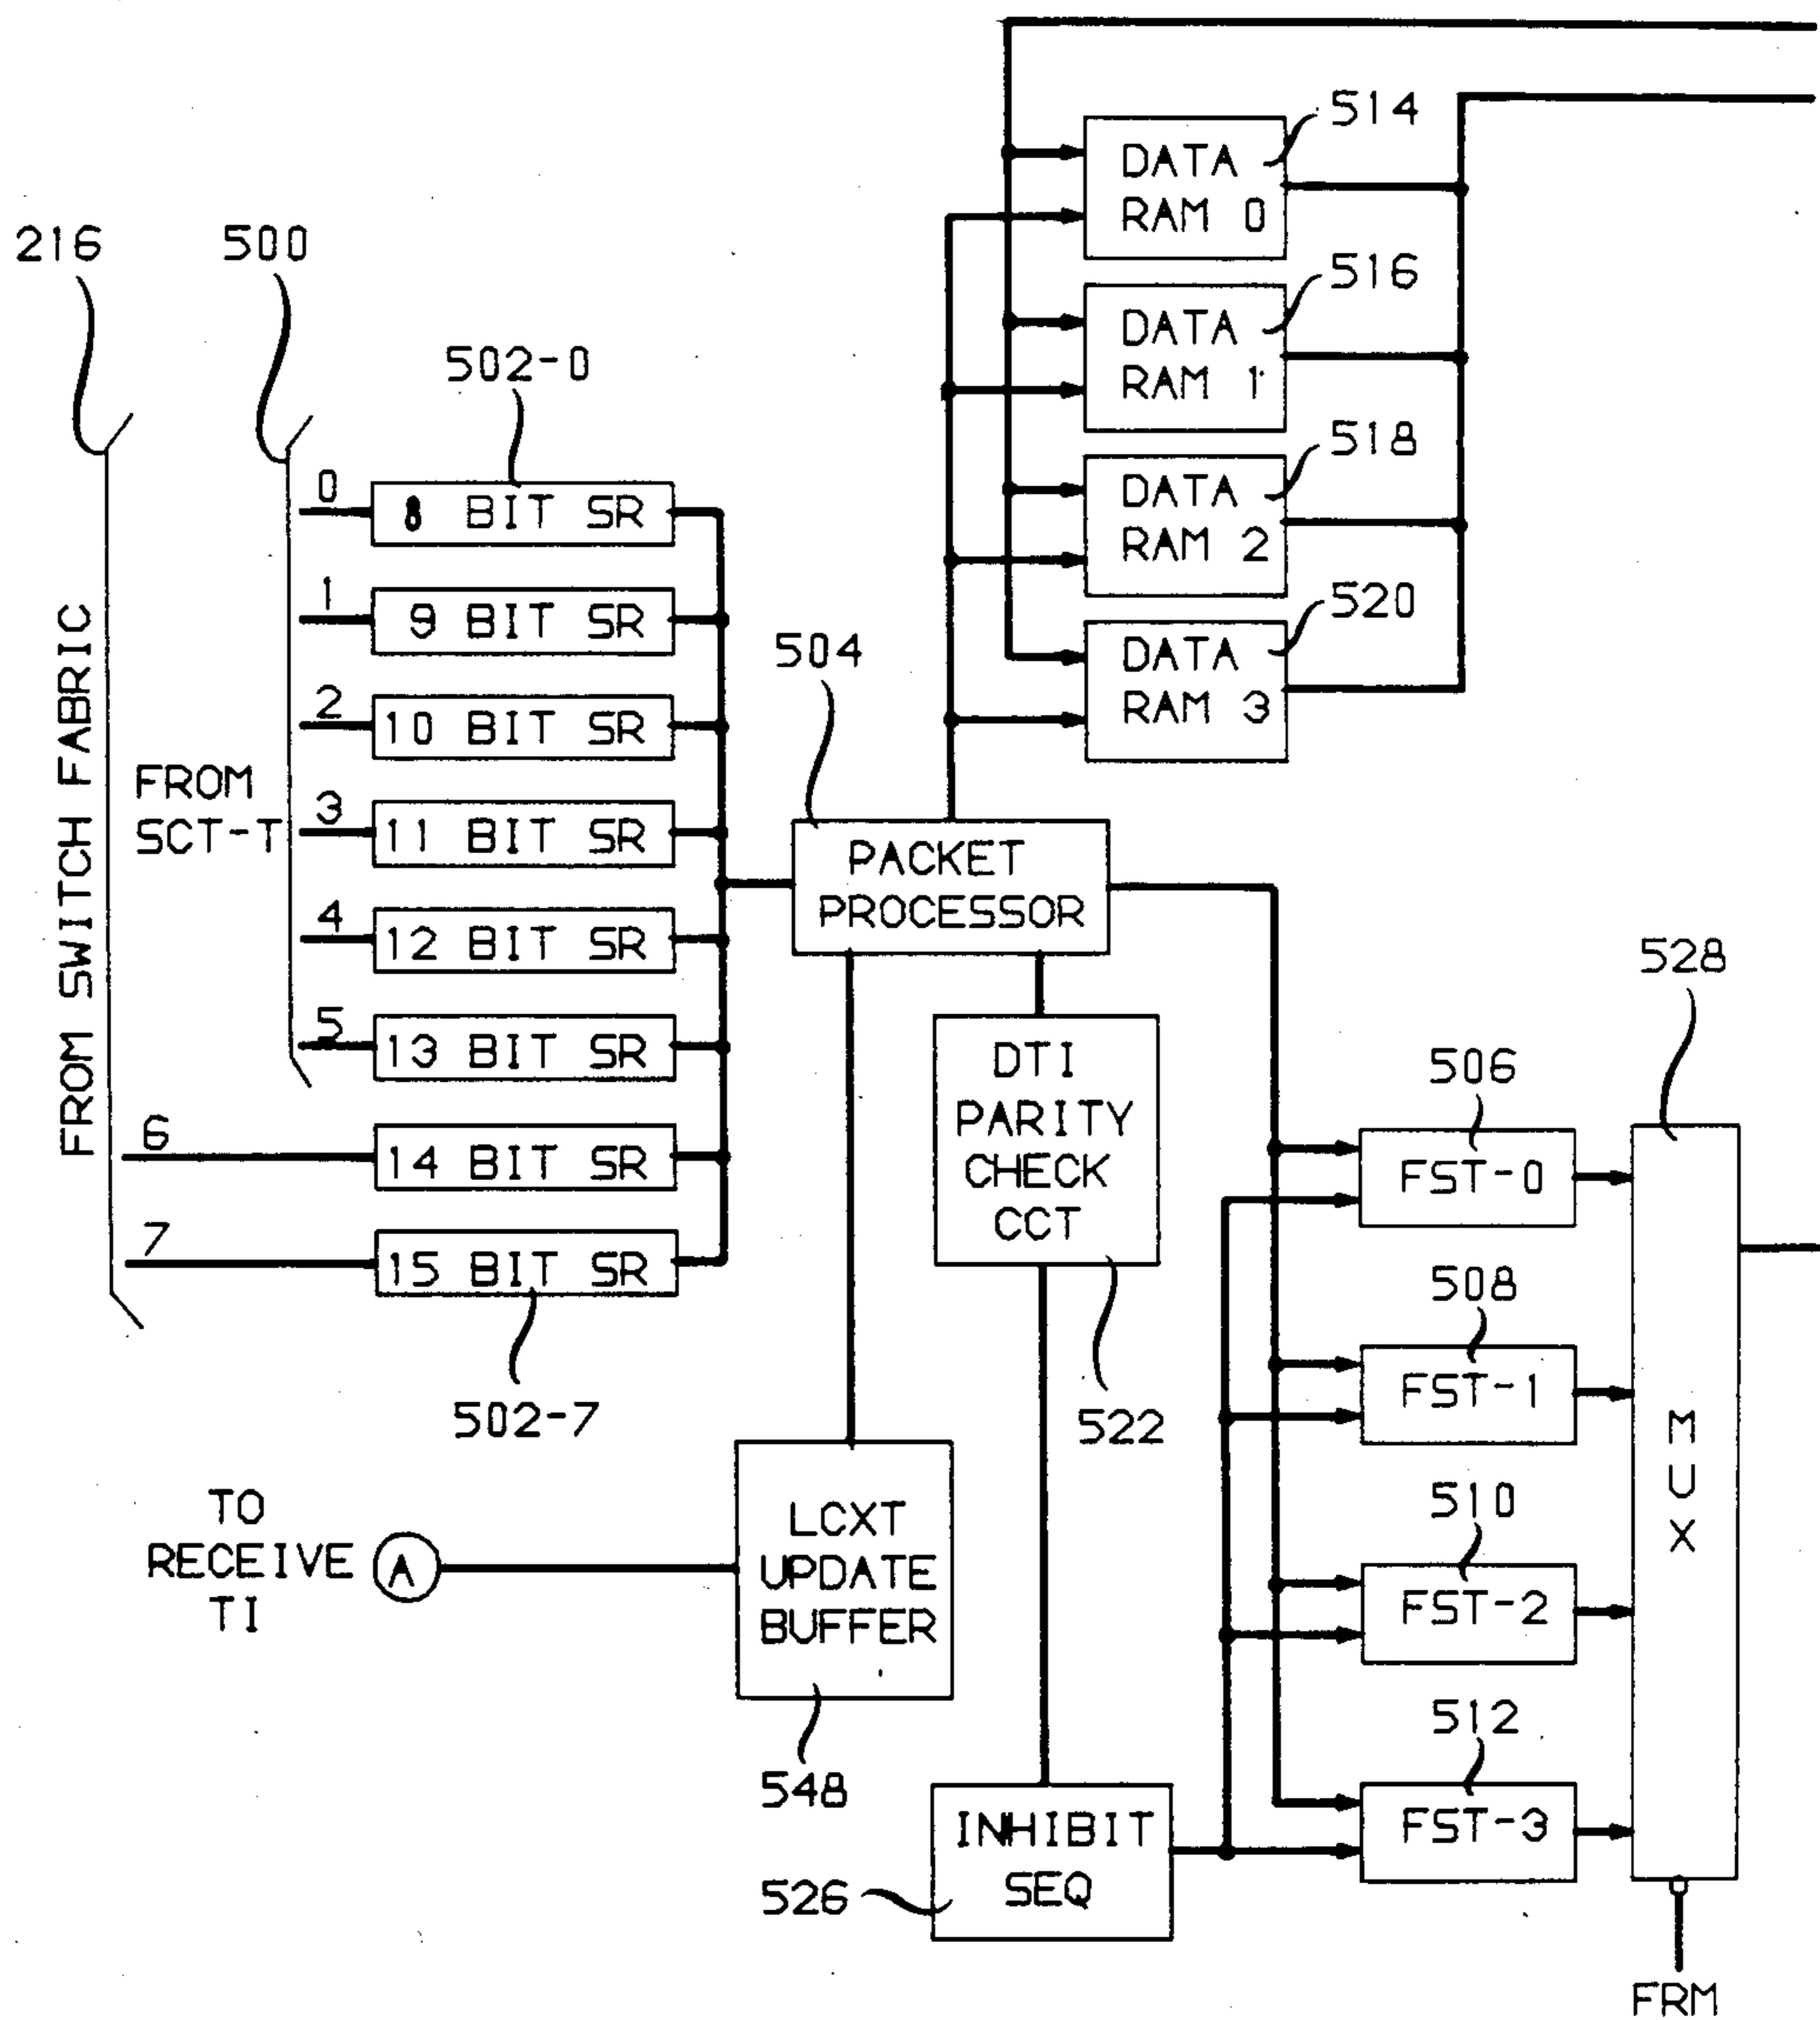 514
DATA
RAM 0
216
500
516
DATA
RAM 1
502-0
518
DATA
RAM 2
0
8 BIT SR
1
9 BIT SR
520
DATA
RAM 3
504
2
10 BIT SR
FROM SWITCH FABRIC
FROM
SCT-T
3
11 BIT SR
PACKET
PROCESSOR
4
12 BIT SR
528
5
13 BIT SR
DTI
PARITY
CHECK
CCT
506
FST-0
6
14 BIT SR
7
15 BIT SR
508
FST-1
502-7
522
MUX
TO
RECEIVE
TI
A
LCXT
UPDATE
BUFFER
510
FST-2
548
512
FST-3
INHIBIT
SEQ
526
FRM